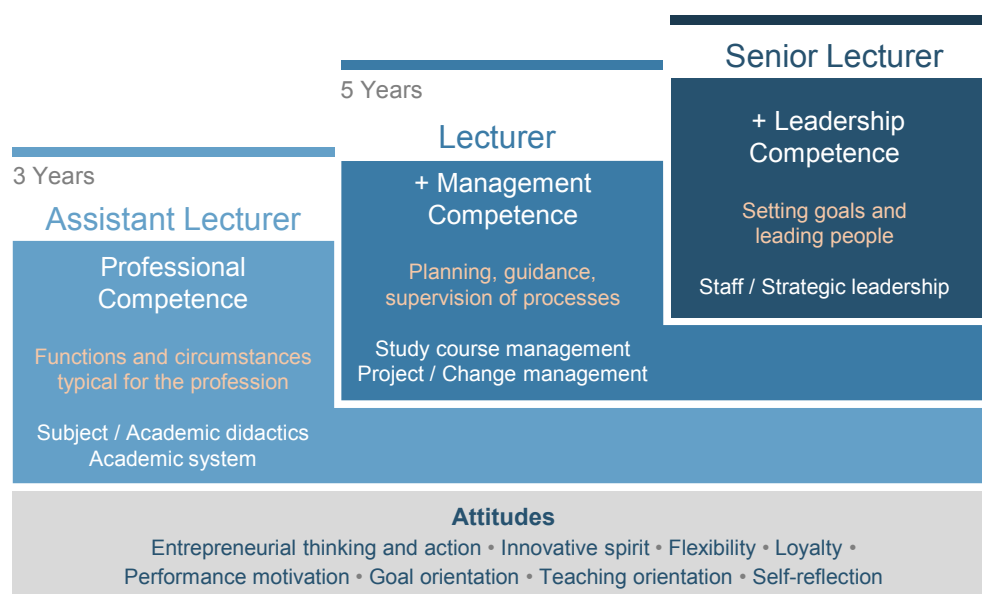 3 Years
Assistant Lecturer
Professional
Competence
Functions and circumstances
typical for the profession
Subject / Academic didactics
Academic system
5 Years
Lecturer
+ Management
Competence
Planning, guidance,
supervision of processes
Study course management
Project / Change management
Senior Lecturer
+ Leadership
Competence
Setting goals and
leading people
Staff / Strategic leadership
Attitudes
Entrepreneurial thinking and action • Innovative spirit • Flexibility • Loyalty •
Performance motivation • Goal orientation • Teaching orientation • Self-reflection